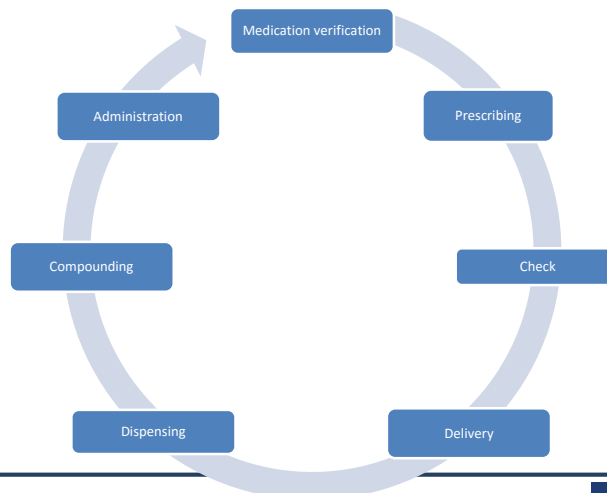 Medication verification
Prescribing
Check
Delivery
Dispensing
Compounding
Administration